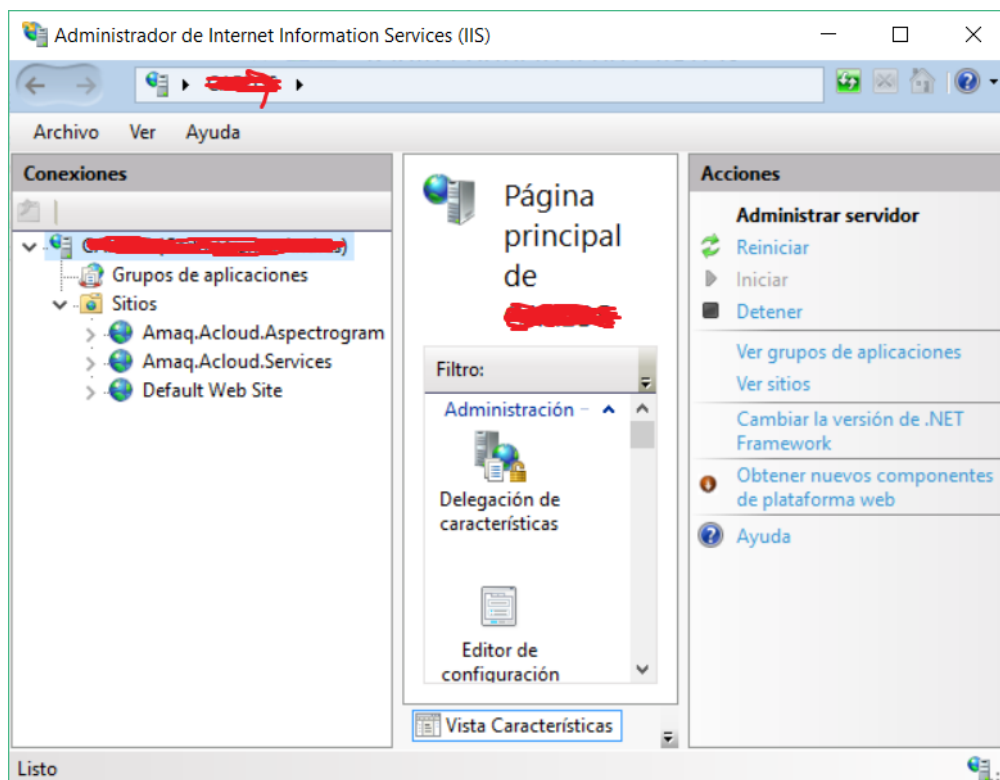 Administrador de Internet Information Services (IIS)
Archivo Ver Ayuda
Conexiones
Grupos de aplicaciones
Sitios
Amaq.Acloud.Aspectrogram
Amaq.Acloud.Services
Default Web Site
Página
principal
de
Filtro:
Administración
Delegación de
características
Editor de
configuración
Vista Características
Acciones
Administrar servidor
Reiniciar
Iniciar
Detener
Ver grupos de aplicaciones
Ver sitios
Cambiar la versión de .NET
Framework
Obtener nuevos componentes
de plataforma web
Ayuda
Listo